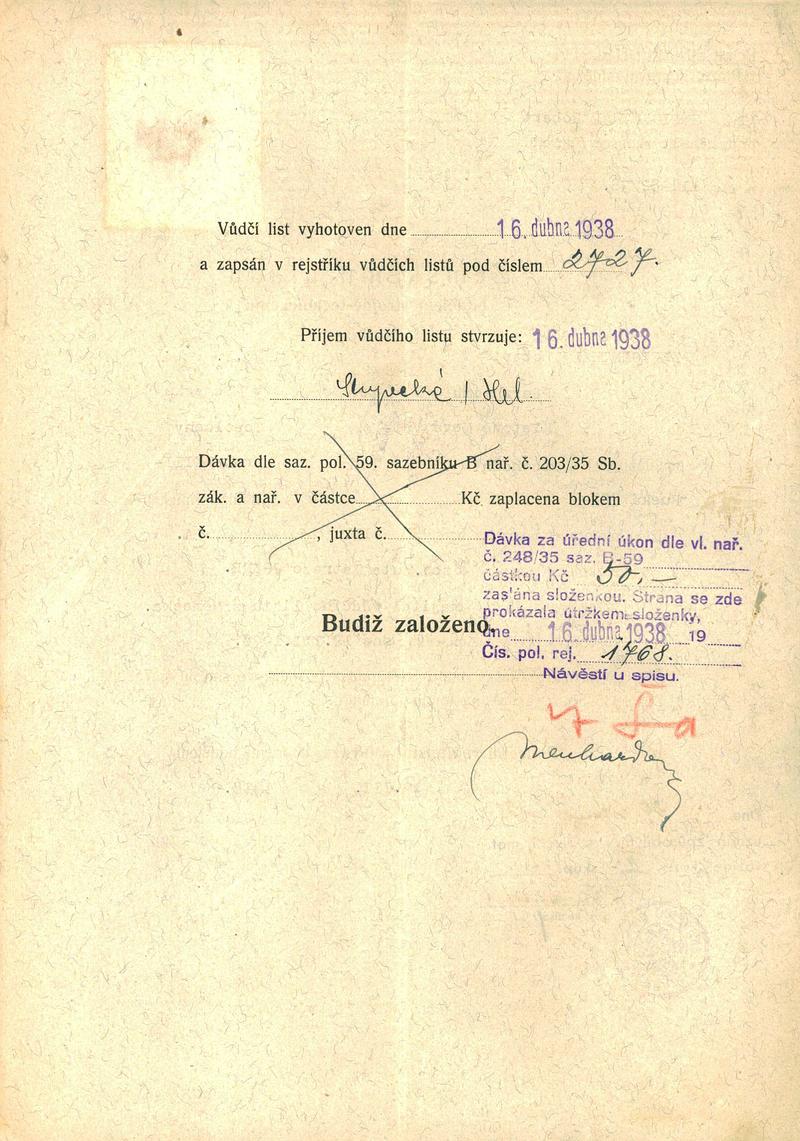 Vůdčí list vyhotoven dne 16. dubna 1938
a zapsán v rejstříku vůdčích listů pod číslem 2727.
Příjem vůdčího listu stvrzuje: 16. dubna 1938
Dávka dle saz. pol. 59. sazebníku B nař. č. 203/35 Sb.
zák. a nař. v částce Kč zaplacena blokem
č. , juxta č.
Dávka za úřední úkon dle vl. nař.
č. 248/35 saz. B-59
částkou Kč 50,—
zaslána složenkou. Strana se zde
prokázala útržkem složenky,
Budiž založeno.
dne 16. dubna 1938 19
Čís. pol. rej. 1768.
Návěstí u spisu.